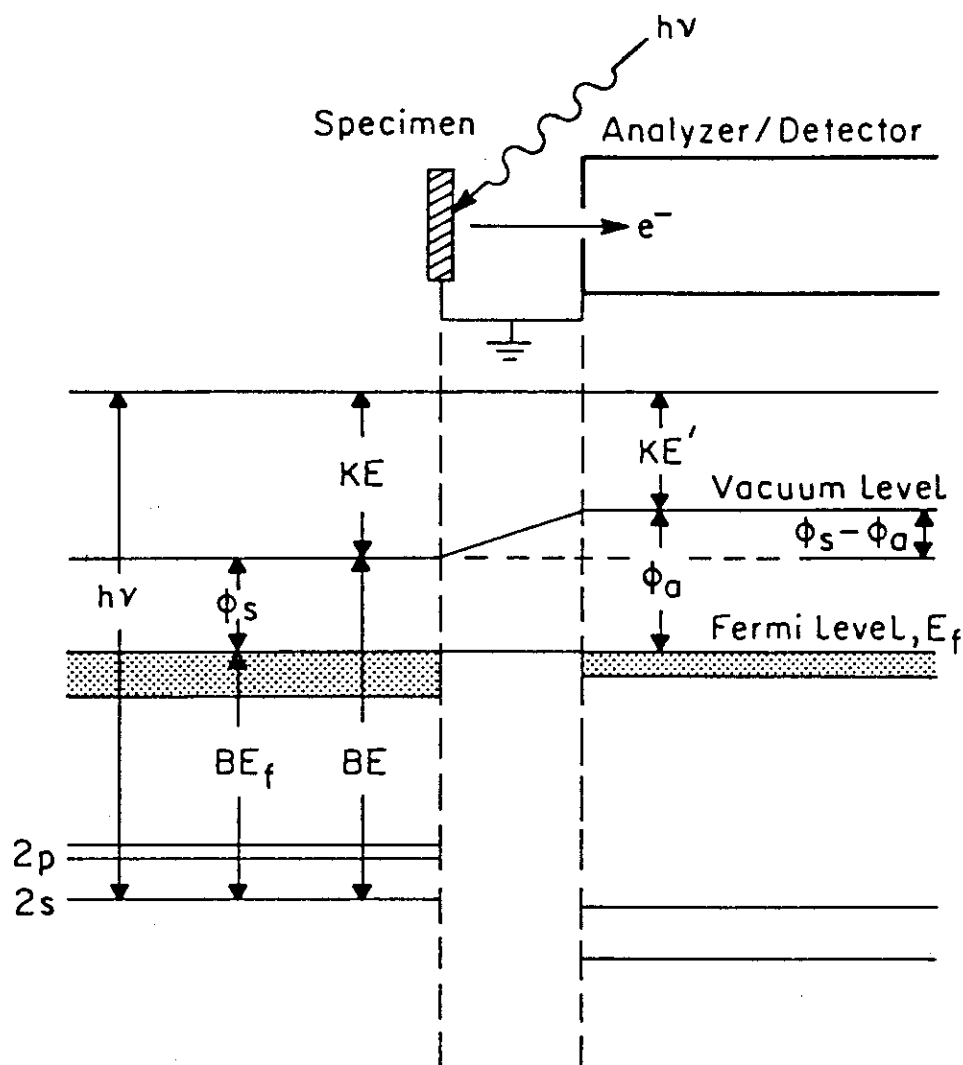 hν
Specimen
Analyzer/Detector
e⁻
KE
KE′
Vacuum Level
ϕs − ϕa
hν
ϕs
ϕa
Fermi Level, Ef
BEf
BE
2p
2s